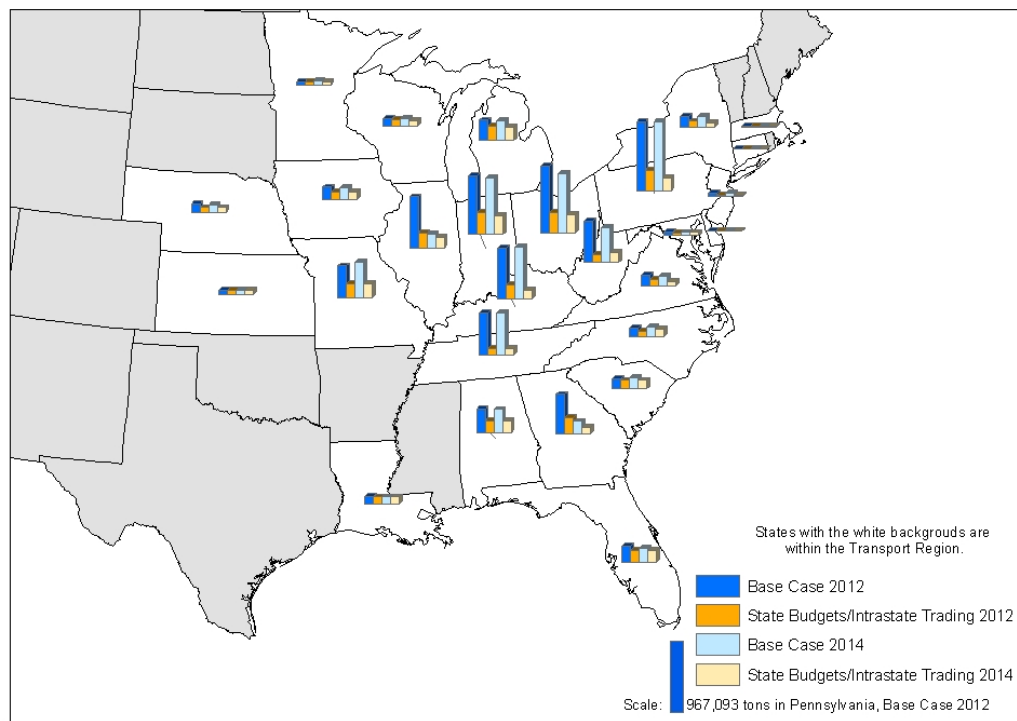 States with the white backgrouds are
within the Transport Region.
Base Case 2012
State Budgets/Intrastate Trading 2012
Base Case 2014
State Budgets/Intrastate Trading 2014
Scale: 967,093 tons in Pennsylvania, Base Case 2012